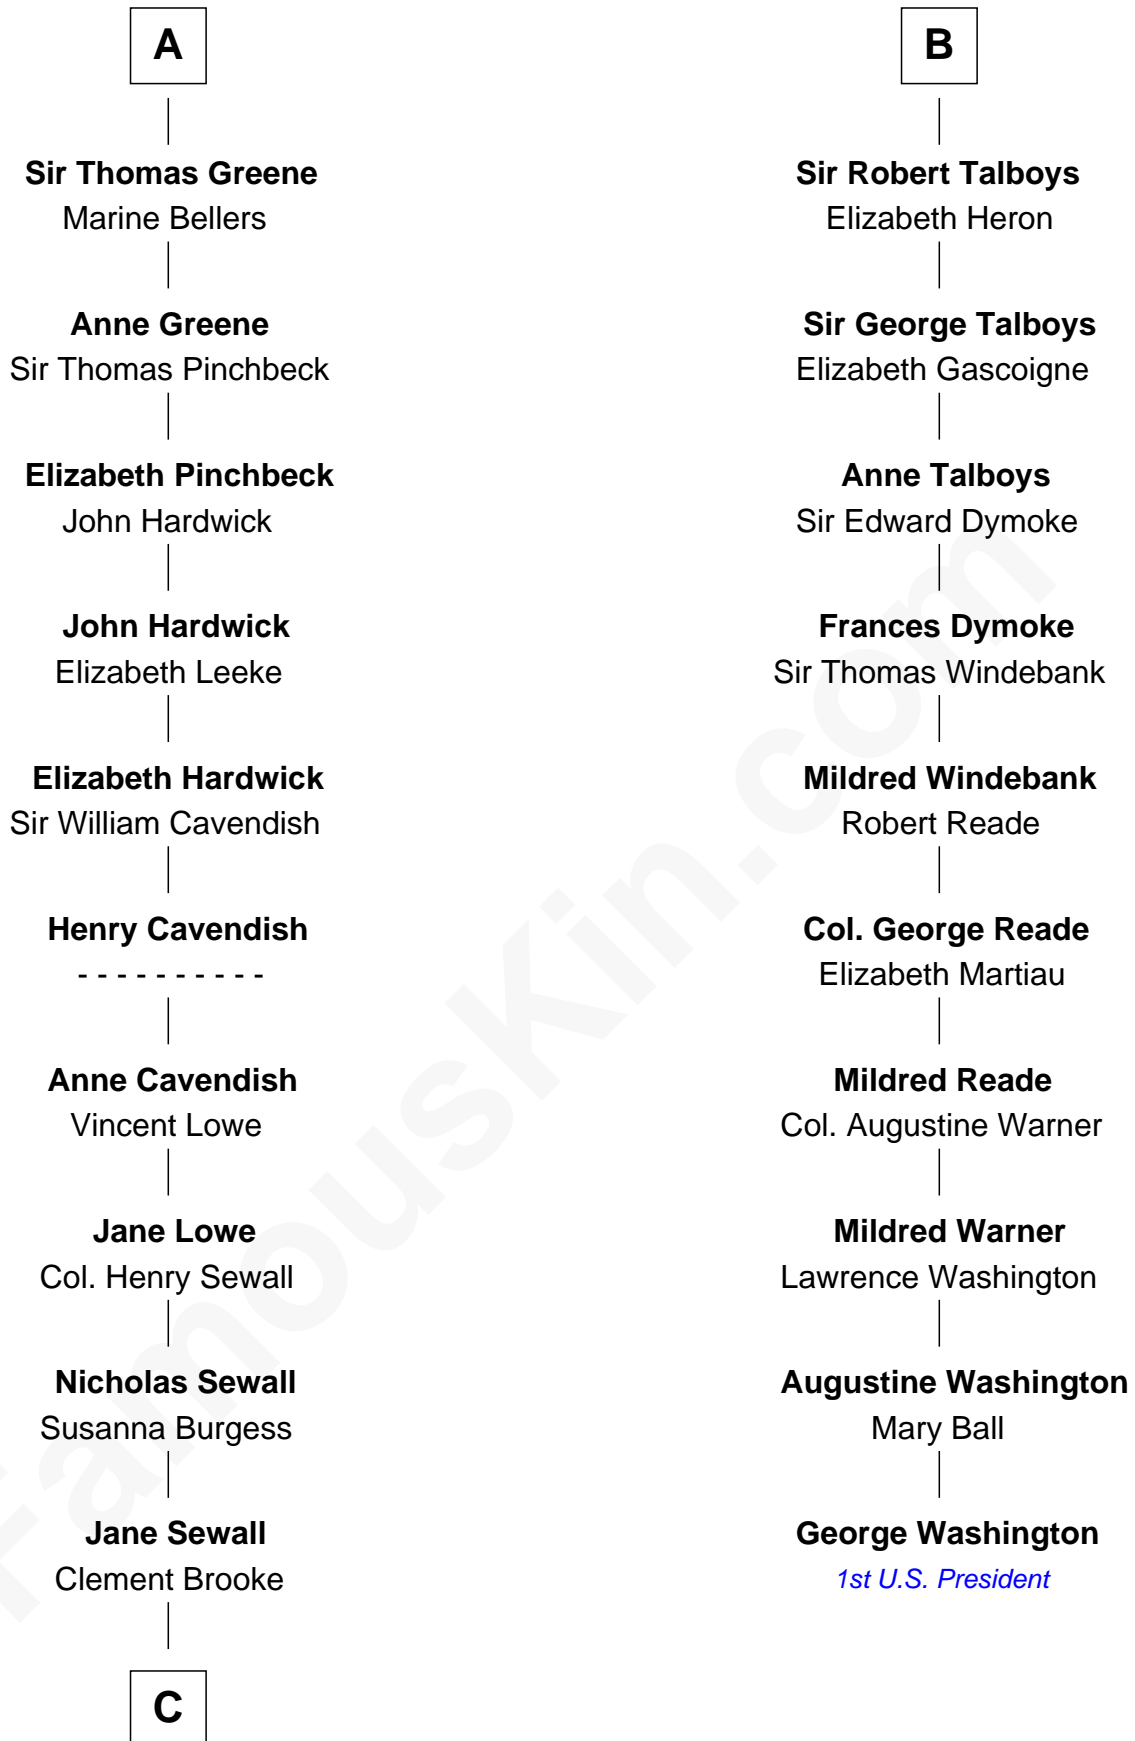 A
Sir Thomas Greene
Marine Bellers
Anne Greene
Sir Thomas Pinchbeck
Elizabeth Pinchbeck
John Hardwick
John Hardwick
Elizabeth Leeke
Elizabeth Hardwick
Sir William Cavendish
Henry Cavendish
- - - - - - - - - -
Anne Cavendish
Vincent Lowe
Jane Lowe
Col. Henry Sewall
Nicholas Sewall
Susanna Burgess
Jane Sewall
Clement Brooke
C
B
Sir Robert Talboys
Elizabeth Heron
Sir George Talboys
Elizabeth Gascoigne
Anne Talboys
Sir Edward Dymoke
Frances Dymoke
Sir Thomas Windebank
Mildred Windebank
Robert Reade
Col. George Reade
Elizabeth Martiau
Mildred Reade
Col. Augustine Warner
Mildred Warner
Lawrence Washington
Augustine Washington
Mary Ball
George Washington
1st U.S. President
FamousKin.com